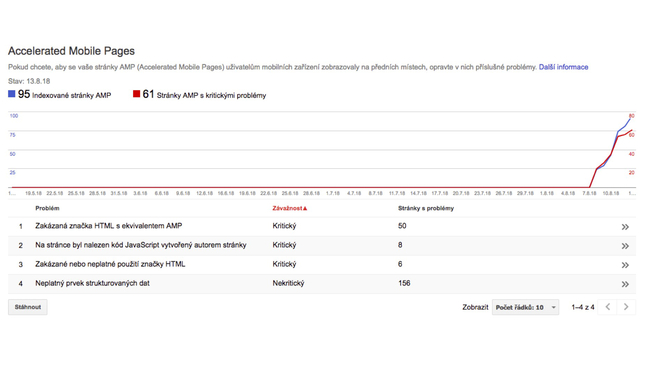 Accelerated Mobile Pages
Pokud chcete, aby se vaše stránky AMP (Accelerated Mobile Pages) uživatelům mobilních zařízení zobrazovaly na předních místech, opravte v nich příslušné problémy. Další informace
Stav: 13.8.18
95 Indexované stránky AMP 61 Stránky AMP s kritickými problémy
100 80
75 60
50 40
25 20
1… 19.5.18 22.5.18 25.5.18 28.5.18 31.5.18 3.6.18 6.6.18 9.6.18 12.6.18 15.6.18 19.6.18 22.6.18 25.6.18 28.6.18 1.7.18 4.7.18 7.7.18 11.7.18 14.7.18 17.7.18 20.7.18 23.7.18 26.7.18 29.7.18 1.8.18 4.8.18 7.8.18 10.8.18 1…
Problém Závažnost▲ Stránky s problémy
1 Zakázaná značka HTML s ekvivalentem AMP Kritický 50 »
2 Na stránce byl nalezen kód JavaScript vytvořený autorem stránky Kritický 8 »
3 Zakázané nebo neplatné použití značky HTML Kritický 6 »
4 Neplatný prvek strukturovaných dat Nekritický 156 »
Stáhnout Zobrazit Počet řádků: 10 1–4 z 4